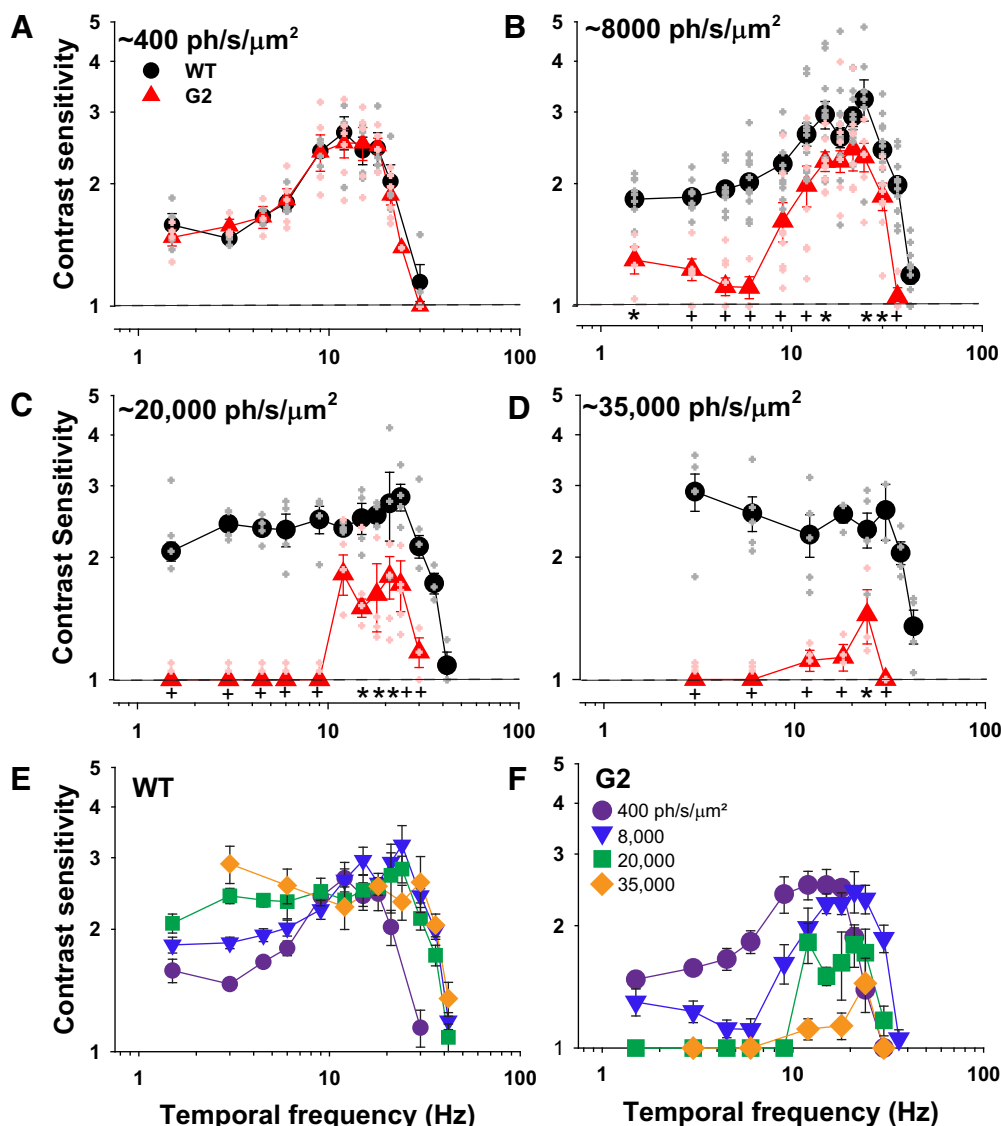 A
~400 ph/s/μm²
WT
G2
Contrast sensitivity
5
4
3
2
1
1
10
100
B
~8000 ph/s/μm²
5
4
3
2
1
* + + + + + * * * +
1
10
100
C
~20,000 ph/s/μm²
Contrast Sensitivity
5
4
3
2
1
+ + + + + * * * + +
1
10
100
D
~35,000 ph/s/μm²
5
4
3
2
1
+ + + + * +
1
10
100
E
WT
Contrast sensitivity
5
4
3
2
1
1
10
100
Temporal frequency (Hz)
F
G2
400 ph/s/μm²
8,000
20,000
35,000
5
4
3
2
1
1
10
100
Temporal frequency (Hz)